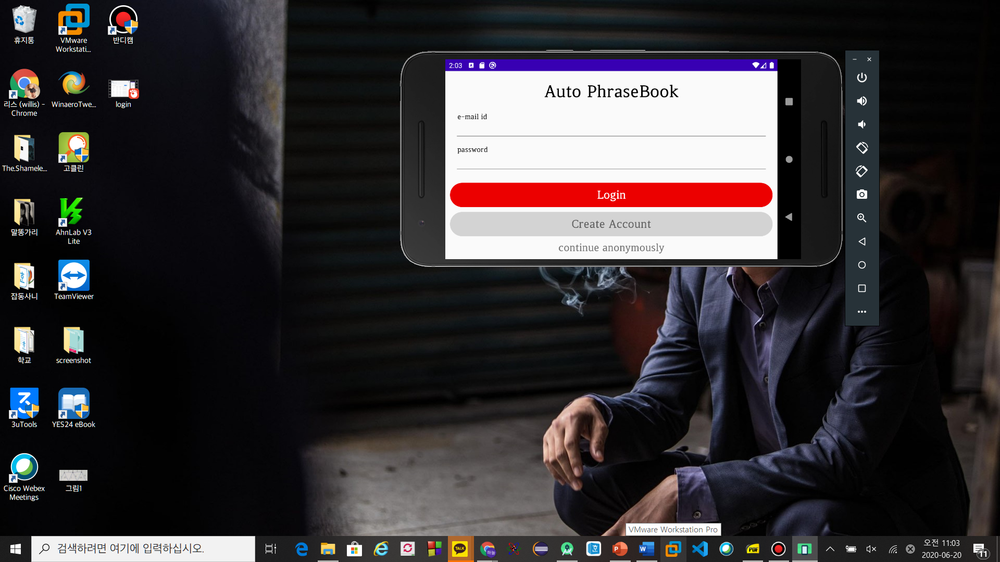 휴지통
VMware
Workstati...
반디캠
리스 (willis) -
Chrome
WinaeroTwe...
login
The.Shamele...
고클린
말똥가리
AhnLab V3
Lite
잡동사니
TeamViewer
학교
screenshot
3uTools
YES24 eBook
Cisco Webex
Meetings
그림1
2:03
Auto PhraseBook
e-mail id
password
Login
Create Account
continue anonymously
VMware Workstation Pro
검색하려면 여기에 입력하십시오.
TALK
하늘
PDF
오전 11:03
2020-06-20
11